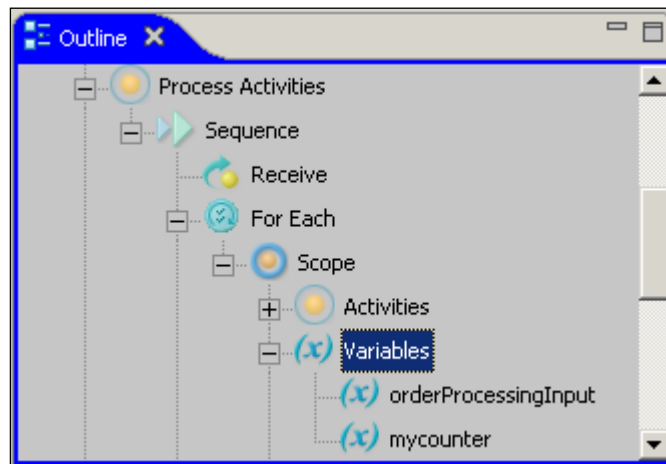 Outline
Process Activities
Sequence
Receive
For Each
Scope
Activities
(x) Variables
(x) orderProcessingInput
(x) mycounter